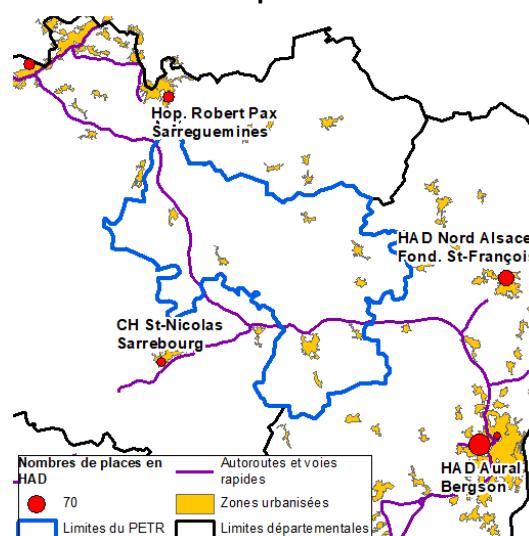 Hop. Robert Pax
Sarreguemines
HAD Nord Alsace
Fond. St-François
CH St-Nicolas
Sarrebourg
HAD Aural
Bergson
Nombres de places en
HAD
70
Limites du PETR
Autoroutes et voies
rapides
Zones urbanisées
Limites départementales